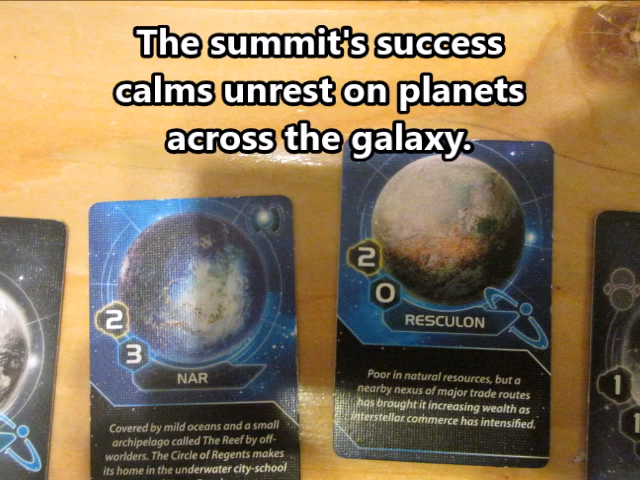 The summit's success
calms unrest on planets
across the galaxy.
2
3
NAR
Covered by mild oceans and a small
archipelago called The Reef by off-
worlders. The Circle of Regents makes
its home in the underwater city-school
2
0
RESCULON
Poor in natural resources, but a
nearby nexus of major trade routes
has brought it increasing wealth as
interstellar commerce has intensified.
1
1